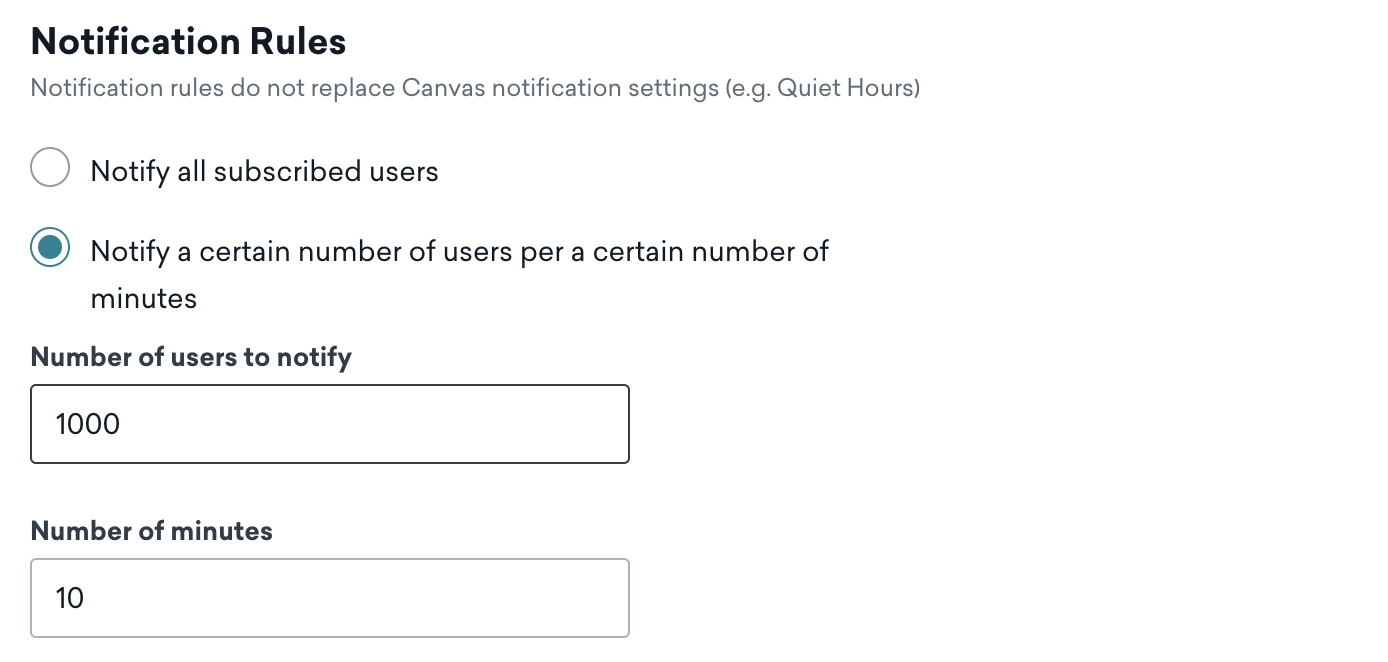 Notification Rules
Notification rules do not replace Canvas notification settings (e.g. Quiet Hours)
Notify all subscribed users
Notify a certain number of users per a certain number of
minutes
Number of users to notify
1000
Number of minutes
10